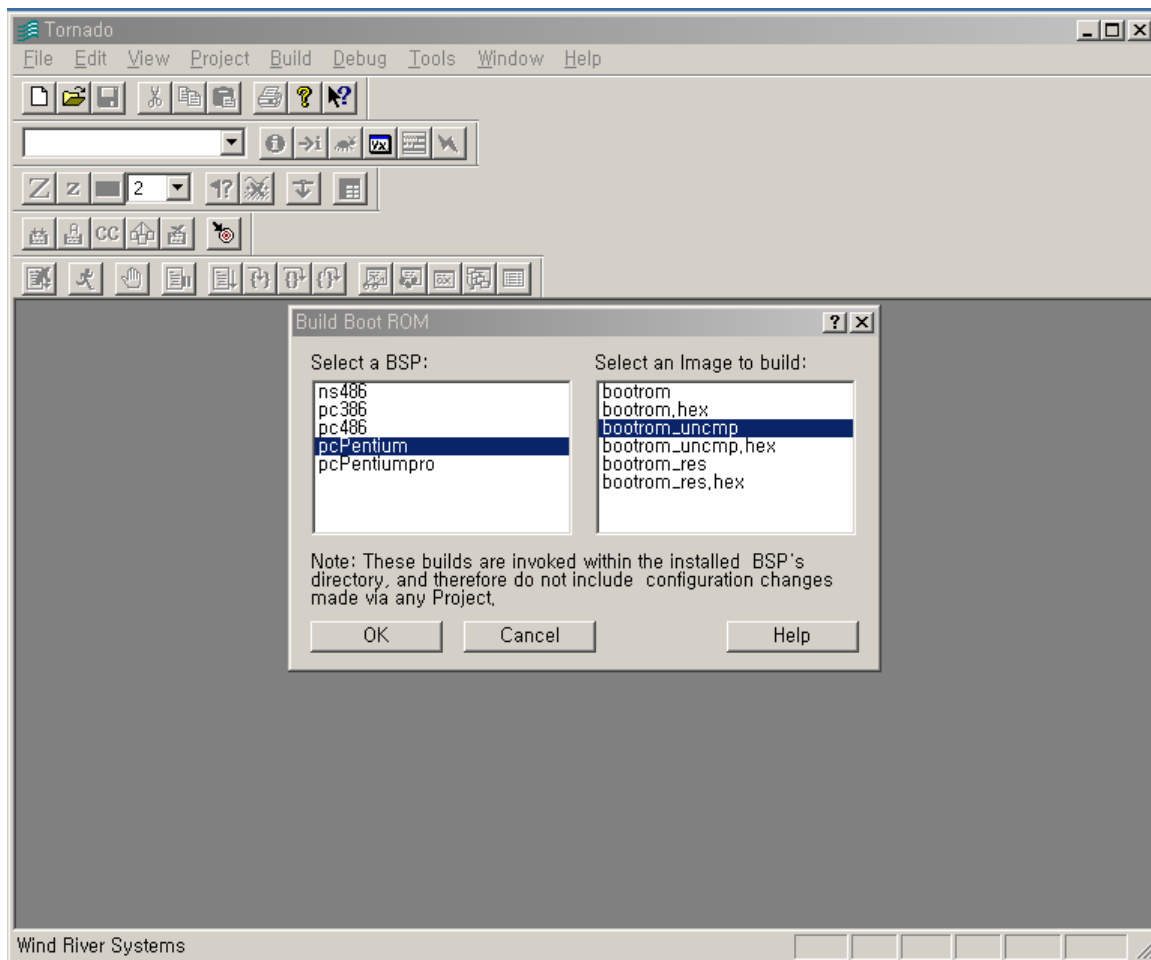 Tornado
File Edit View Project Build Debug Tools Window Help
2
CC
Build Boot ROM
Select a BSP:
ns486
pc386
pc486
pcPentium
pcPentiumpro
Select an Image to build:
bootrom
bootrom.hex
bootrom_uncmp
bootrom_uncmp.hex
bootrom_res
bootrom_res.hex
Note: These builds are invoked within the installed BSP's
directory, and therefore do not include configuration changes
made via any Project.
OK Cancel Help
Wind River Systems